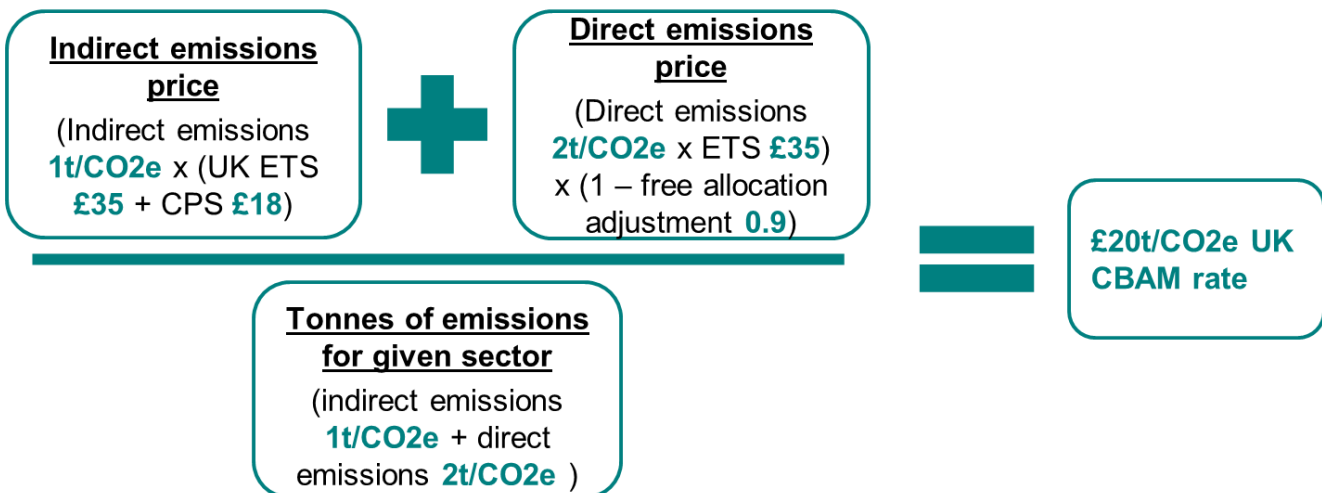 Indirect emissions
price
(Indirect emissions
1t/CO2e x (UK ETS
£35 + CPS £18)
Direct emissions
price
(Direct emissions
2t/CO2e x ETS £35)
x (1 – free allocation
adjustment 0.9)
Tonnes of emissions
for given sector
(indirect emissions
1t/CO2e + direct
emissions 2t/CO2e )
£20t/CO2e UK
CBAM rate